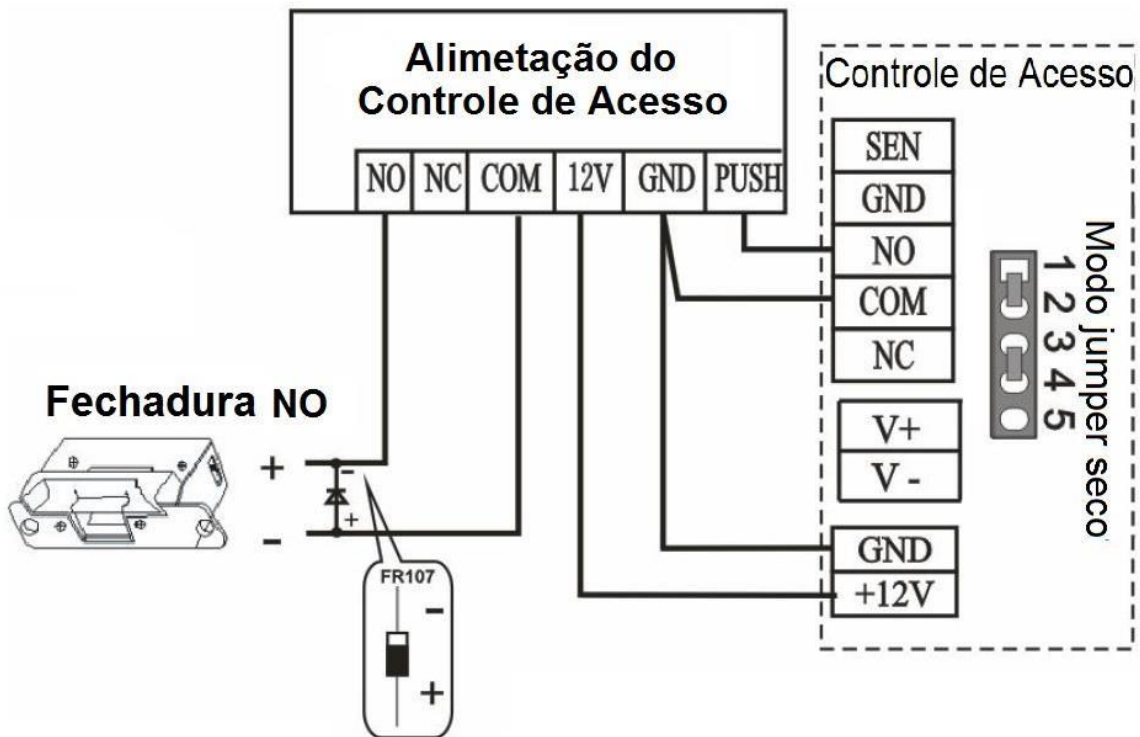 Alimetação do
Controle de Acesso
NO NC COM 12V GND PUSH
Controle de Acesso
SEN
GND
NO
COM
NC
V+
V -
GND
+12V
1 2 3 4 5
Modo jumper seco
Fechadura NO
+
-
-
+
FR107
-
+